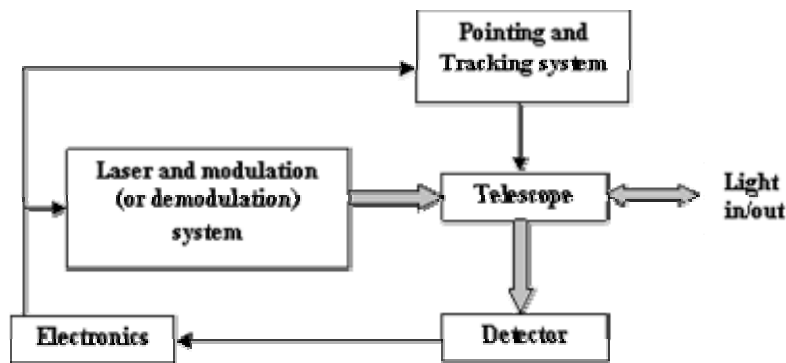 Pointing and
Tracking system
Laser and modulation
(or demodulation)
system
Telescope
Light
in/out
Electronics
Detector